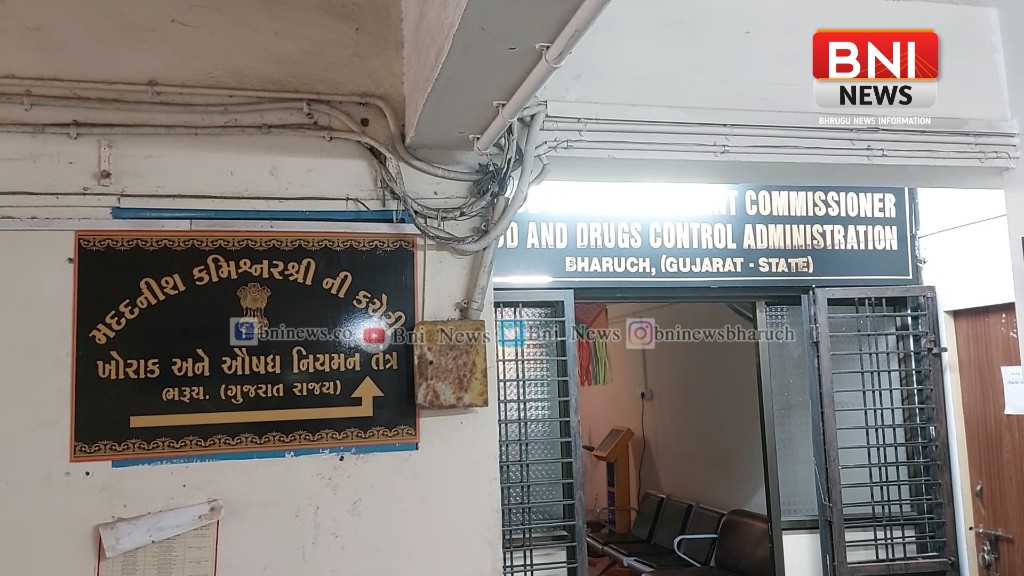 BNI
NEWS
BHRUGU NEWS INFORMATION
COMMISSIONER
AND DRUGS CONTROL ADMINISTRATION
BHARUCH, (GUJARAT - STATE)
મદદનીશ કમિશ્નરશ્રી ની
ખોરાક અને ઔષધ નિયમન તંત્ર
ભરૂચ. (ગુજરાત રાજ્ય)
bninews.co
Bni News
Bni News
bninewsbharuch